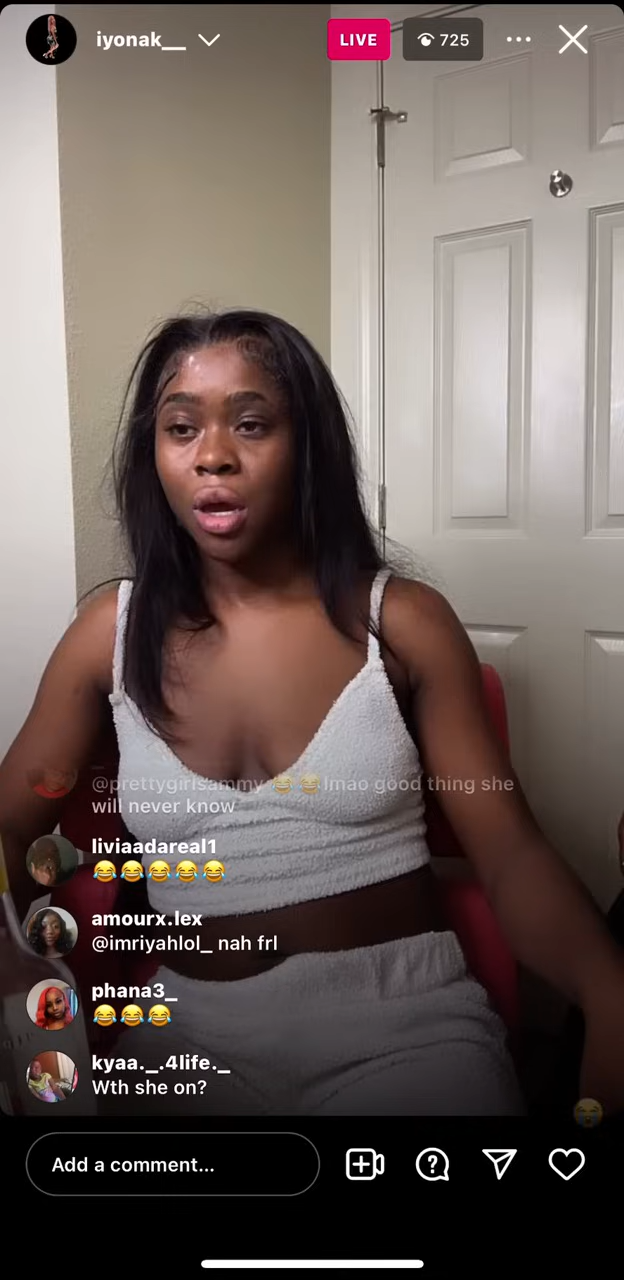 iyonak__
LIVE
725
@prettygirlsammy 😂😂lmao good thing she
will never know
liviaadareal1
😂😂😂😂😂
amourx.lex
@imriyahlol_ nah frl
phana3_
😂😂😂
kyaa._.4life._
Wth she on?
Add a comment...